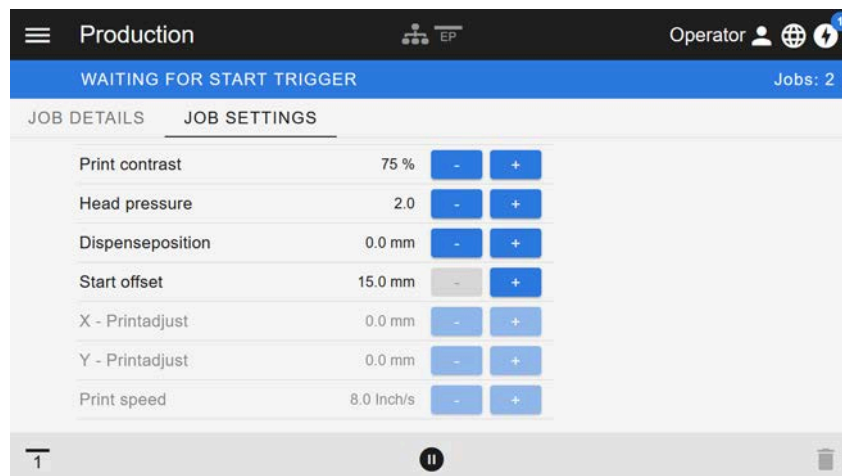 Production EP Operator 1
WAITING FOR START TRIGGER Jobs: 2
JOB DETAILS JOB SETTINGS
Print contrast 75 % - +
Head pressure 2.0 - +
Dispenseposition 0.0 mm - +
Start offset 15.0 mm - +
X - Printadjust 0.0 mm - +
Y - Printadjust 0.0 mm - +
Print speed 8.0 Inch/s - +
1